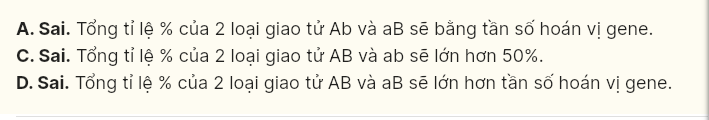 A. Sai. Tổng tỉ lệ % của 2 loại giao tử Ab và aB sẽ bằng tần số hoán vị gene.
C. Sai. Tổng tỉ lệ % của 2 loại giao tử AB và ab sẽ lớn hơn 50%.
D. Sai. Tổng tỉ lệ % của 2 loại giao tử AB và aB sẽ lớn hơn tần số hoán vị gene.